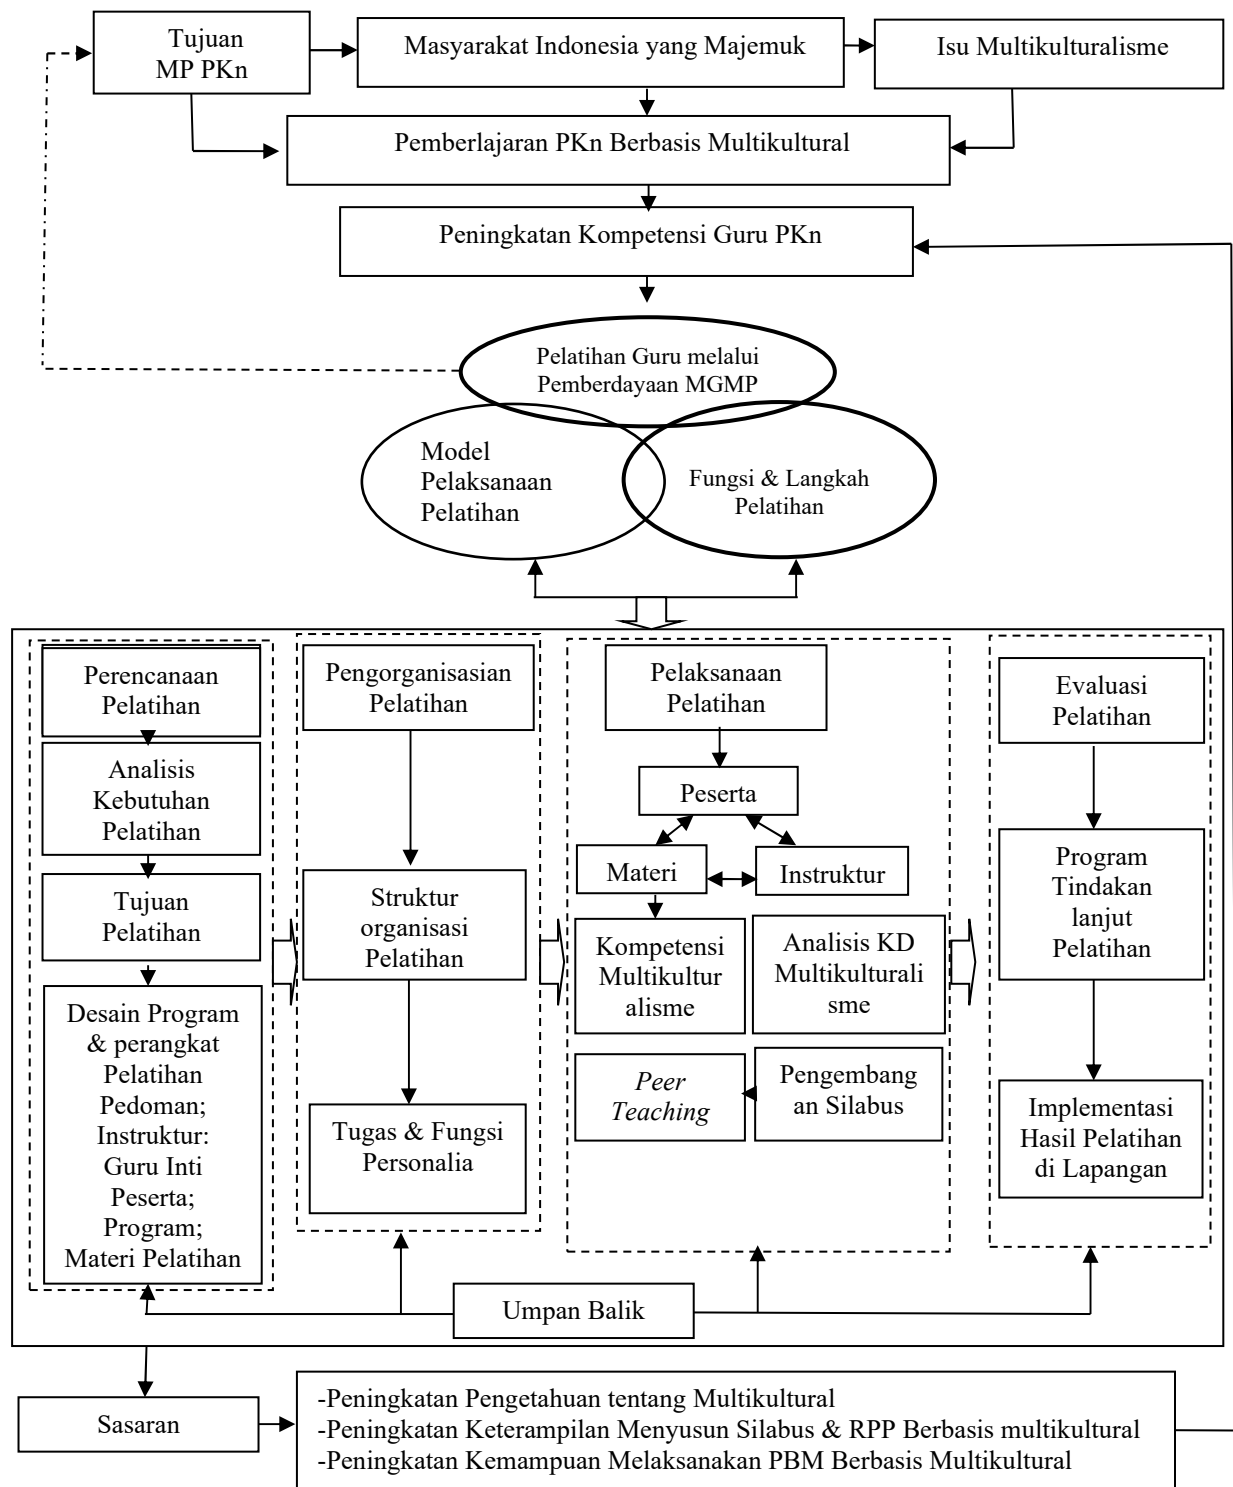 Tujuan
MP PKn
Masyarakat Indonesia yang Majemuk
Isu Multikulturalisme
Pemberlajaran PKn Berbasis Multikultural
Peningkatan Kompetensi Guru PKn
Pelatihan Guru melalui
Pemberdayaan MGMP
Model
Pelaksanaan
Pelatihan
Fungsi & Langkah
Pelatihan
Perencanaan
Pelatihan
Analisis
Kebutuhan
Pelatihan
Tujuan
Pelatihan
Desain Program
& perangkat
Pelatihan
Pedoman;
Instruktur:
Guru Inti
Peserta;
Program;
Materi Pelatihan
Pengorganisasian
Pelatihan
Struktur
organisasi
Pelatihan
Tugas & Fungsi
Personalia
Pelaksanaan
Pelatihan
Peserta
Materi
Instruktur
Kompetensi
Multikultur
alisme
Analisis KD
Multikulturali
sme
Peer
Teaching
Pengembang
an Silabus
Evaluasi
Pelatihan
Program
Tindakan
lanjut
Pelatihan
Implementasi
Hasil Pelatihan
di Lapangan
Umpan Balik
Sasaran
-Peningkatan Pengetahuan tentang Multikultural
-Peningkatan Keterampilan Menyusun Silabus & RPP Berbasis multikultural
-Peningkatan Kemampuan Melaksanakan PBM Berbasis Multikultural